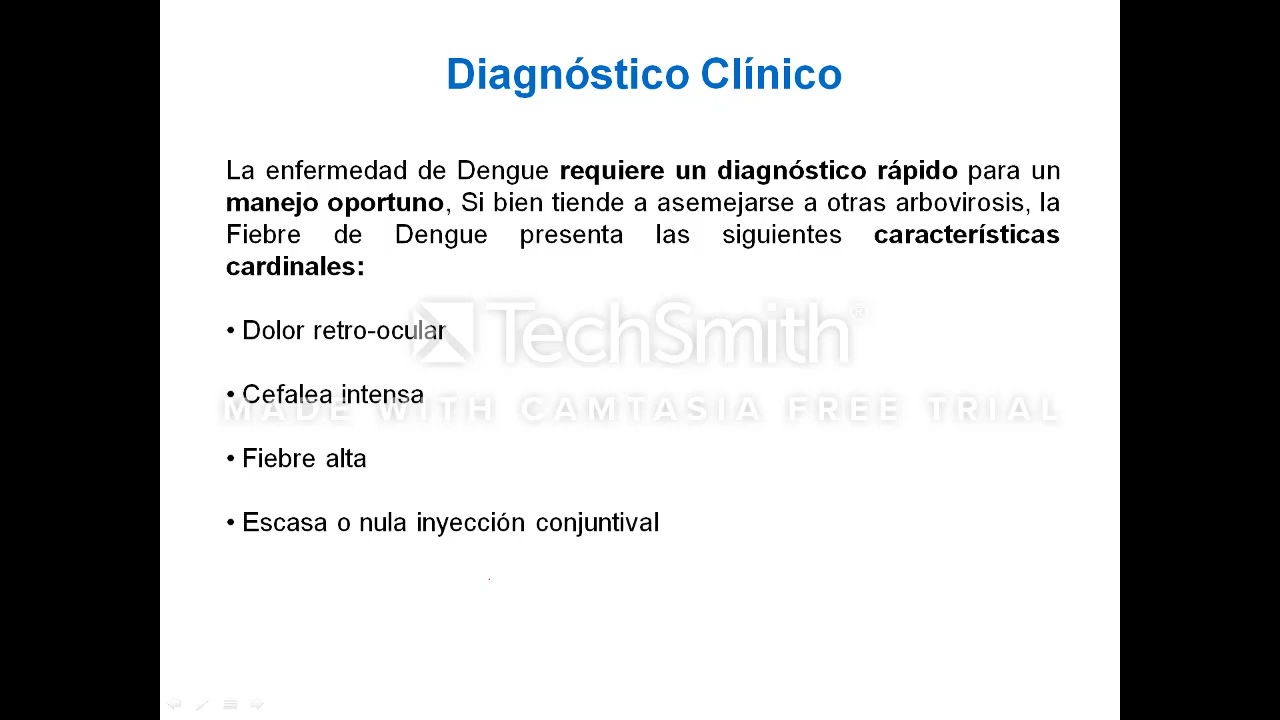 Diagnóstico Clínico
La enfermedad de Dengue requiere un diagnóstico rápido para un
manejo oportuno, Si bien tiende a asemejarse a otras arbovirosis, la
Fiebre de Dengue presenta las siguientes características
cardinales:
• Dolor retro-ocular
TechSmith®
• Cefalea intensa
MADE WITH CAMTASIA FREE TRIAL
• Fiebre alta
• Escasa o nula inyección conjuntival